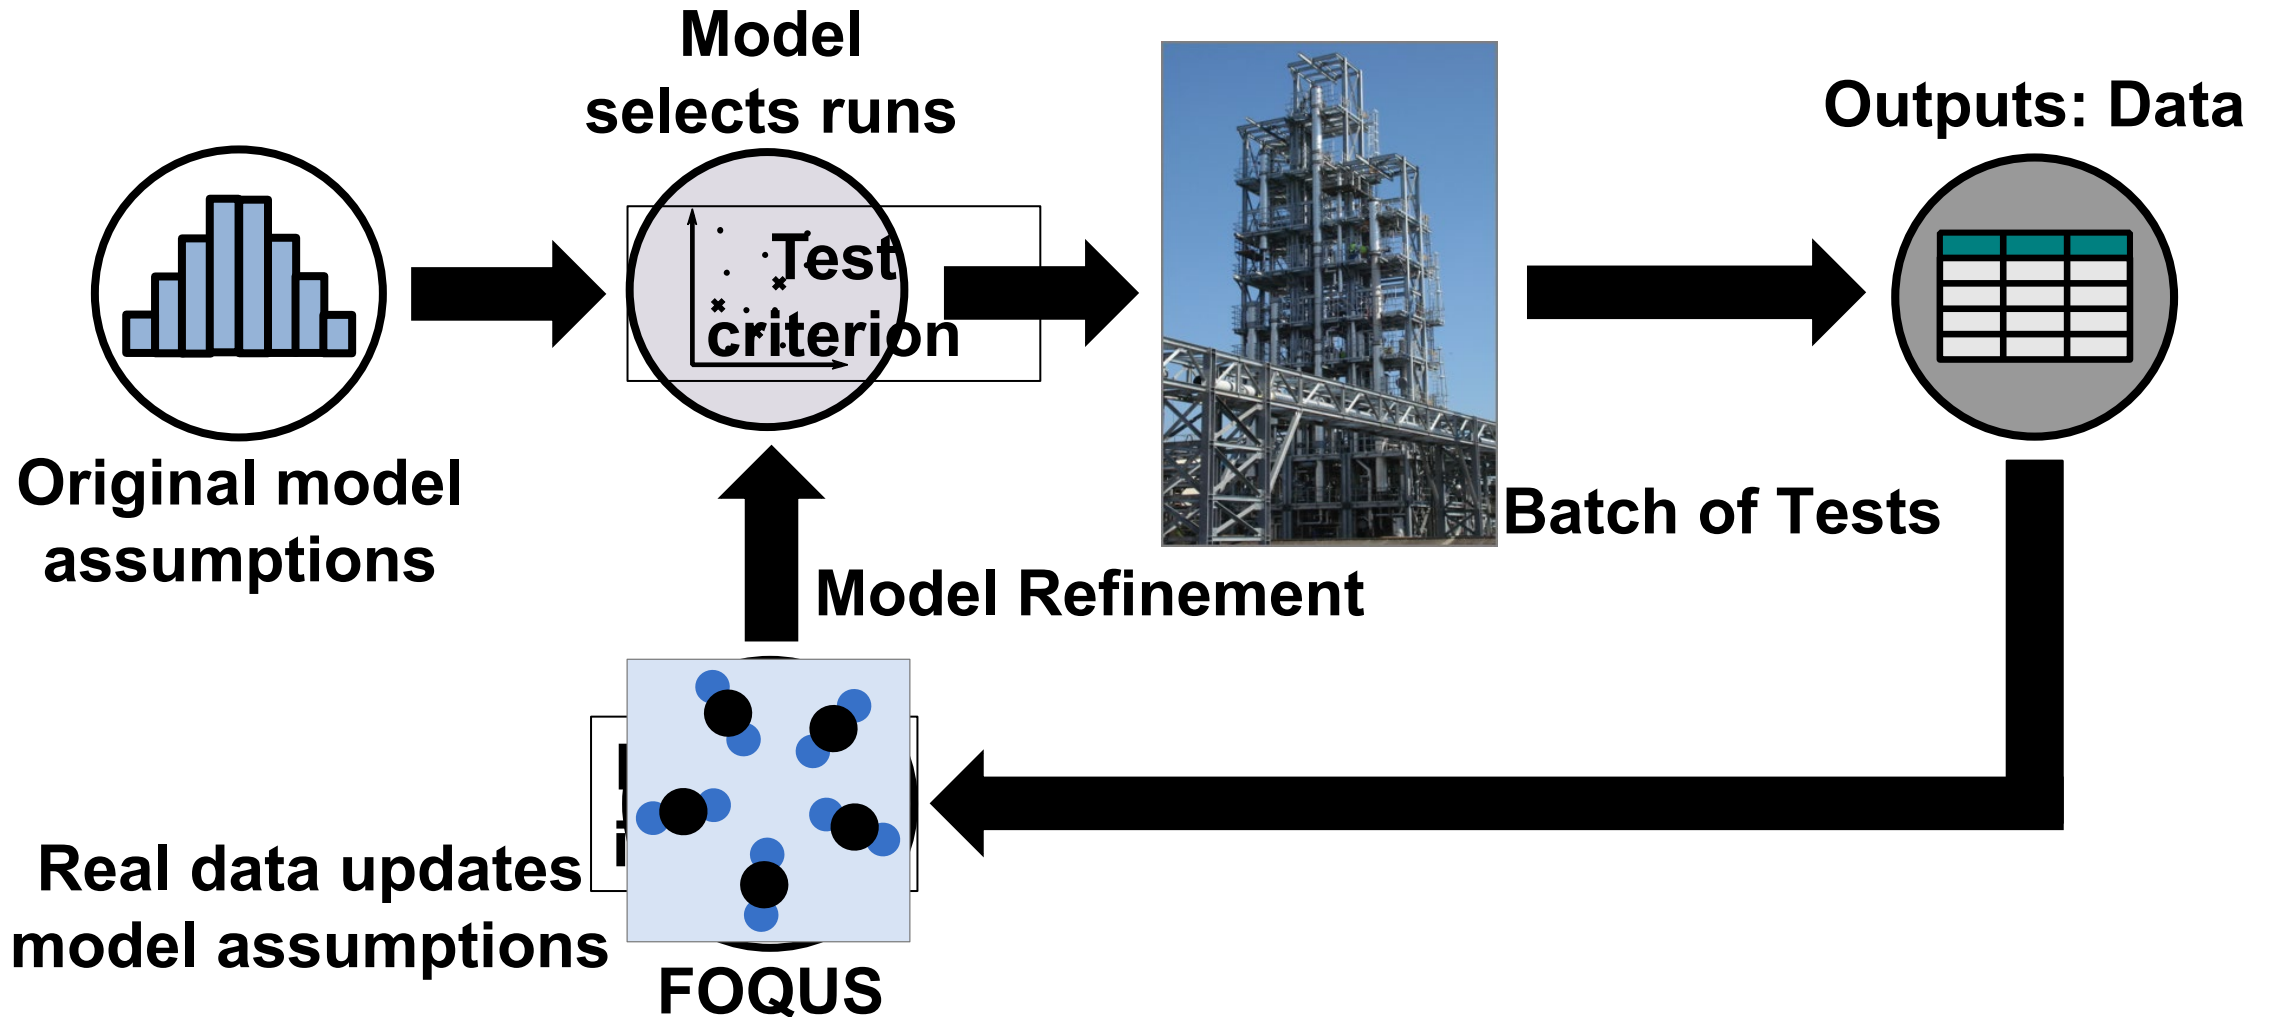 Model
selects runs
Outputs: Data
Test
criterion
Original model
assumptions
Batch of Tests
Model Refinement
Real data updates
model assumptions
FOQUS